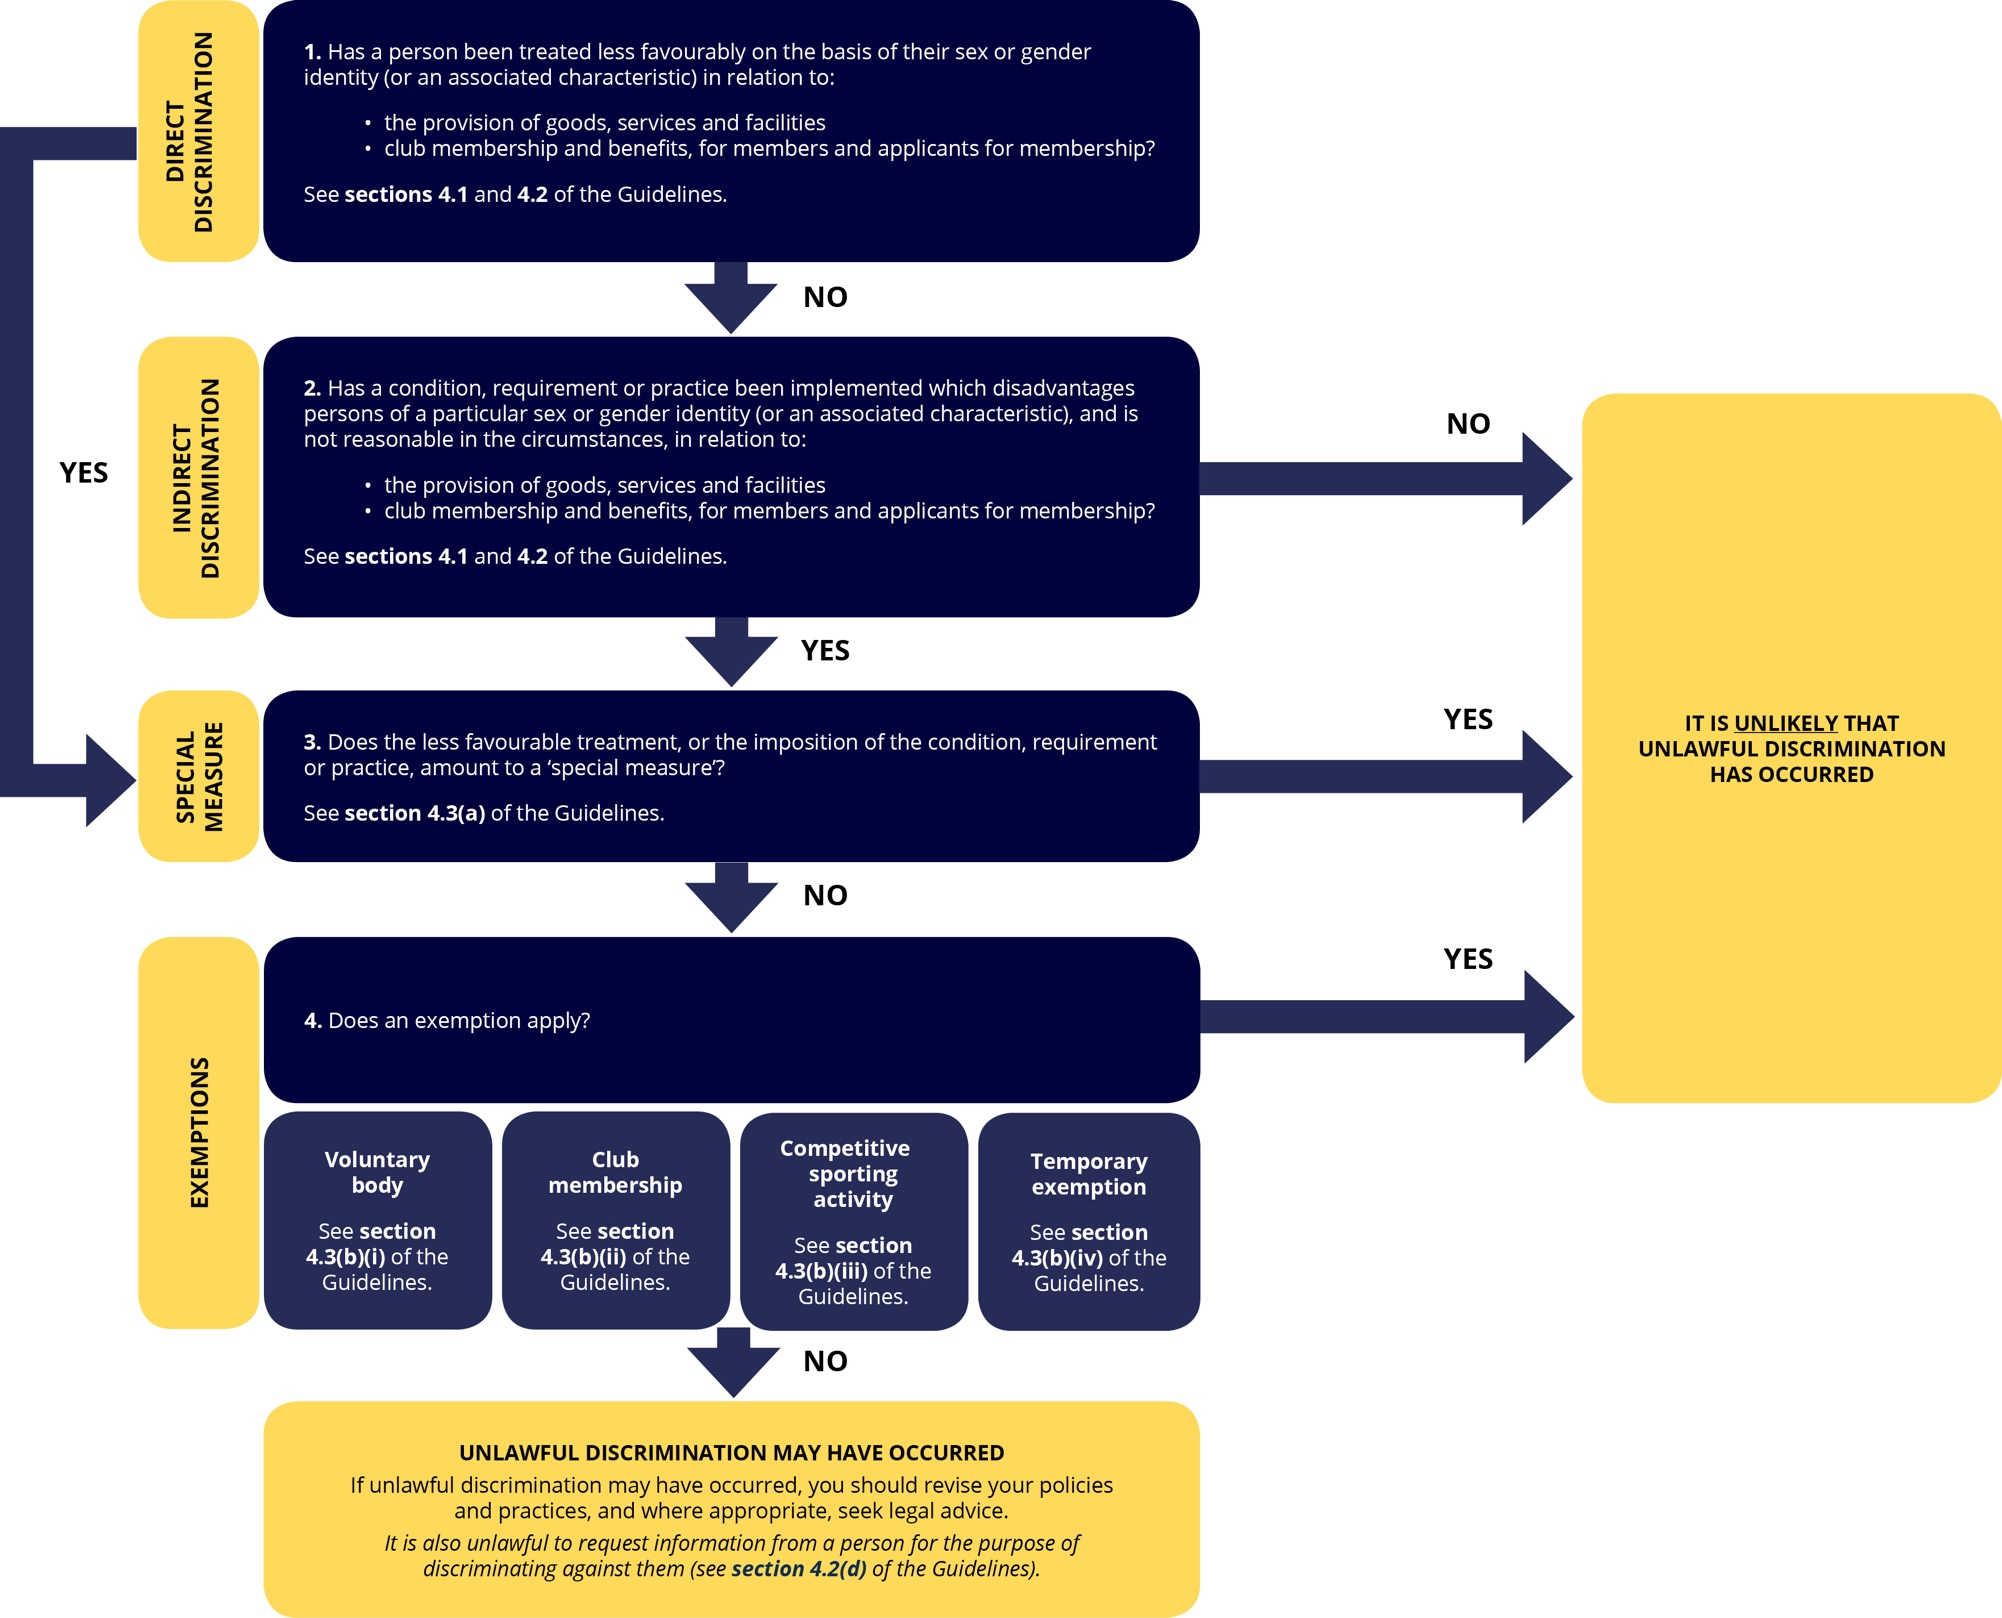 DIRECT
DISCRIMINATION
1. Has a person been treated less favourably on the basis of their sex or gender
identity (or an associated characteristic) in relation to:
• the provision of goods, services and facilities
• club membership and benefits, for members and applicants for membership?
See sections 4.1 and 4.2 of the Guidelines.
NO
YES
INDIRECT
DISCRIMINATION
2. Has a condition, requirement or practice been implemented which disadvantages
persons of a particular sex or gender identity (or an associated characteristic), and is
not reasonable in the circumstances, in relation to:
• the provision of goods, services and facilities
• club membership and benefits, for members and applicants for membership?
See sections 4.1 and 4.2 of the Guidelines.
NO
YES
SPECIAL
MEASURE
3. Does the less favourable treatment, or the imposition of the condition, requirement
or practice, amount to a ‘special measure’?
See section 4.3(a) of the Guidelines.
YES
IT IS UNLIKELY THAT
UNLAWFUL DISCRIMINATION
HAS OCCURRED
NO
EXEMPTIONS
4. Does an exemption apply?
YES
Voluntary
body
See section
4.3(b)(i) of the
Guidelines.
Club
membership
See section
4.3(b)(ii) of the
Guidelines.
Competitive
sporting
activity
See section
4.3(b)(iii) of the
Guidelines.
Temporary
exemption
See section
4.3(b)(iv) of the
Guidelines.
NO
UNLAWFUL DISCRIMINATION MAY HAVE OCCURRED
If unlawful discrimination may have occurred, you should revise your policies
and practices, and where appropriate, seek legal advice.
It is also unlawful to request information from a person for the purpose of
discriminating against them (see section 4.2(d) of the Guidelines).